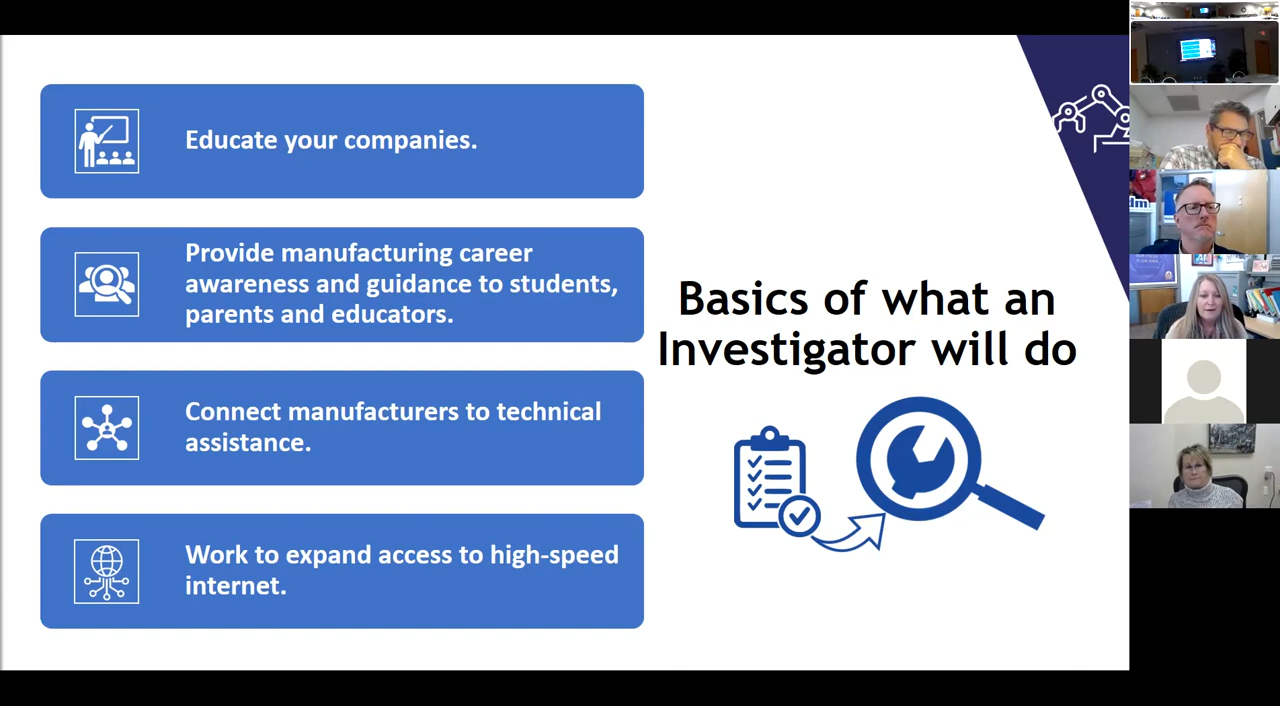 Educate your companies.
Provide manufacturing career
awareness and guidance to students,
parents and educators.
Connect manufacturers to technical
assistance.
Work to expand access to high-speed
internet.
Basics of what an
Investigator will do
dm